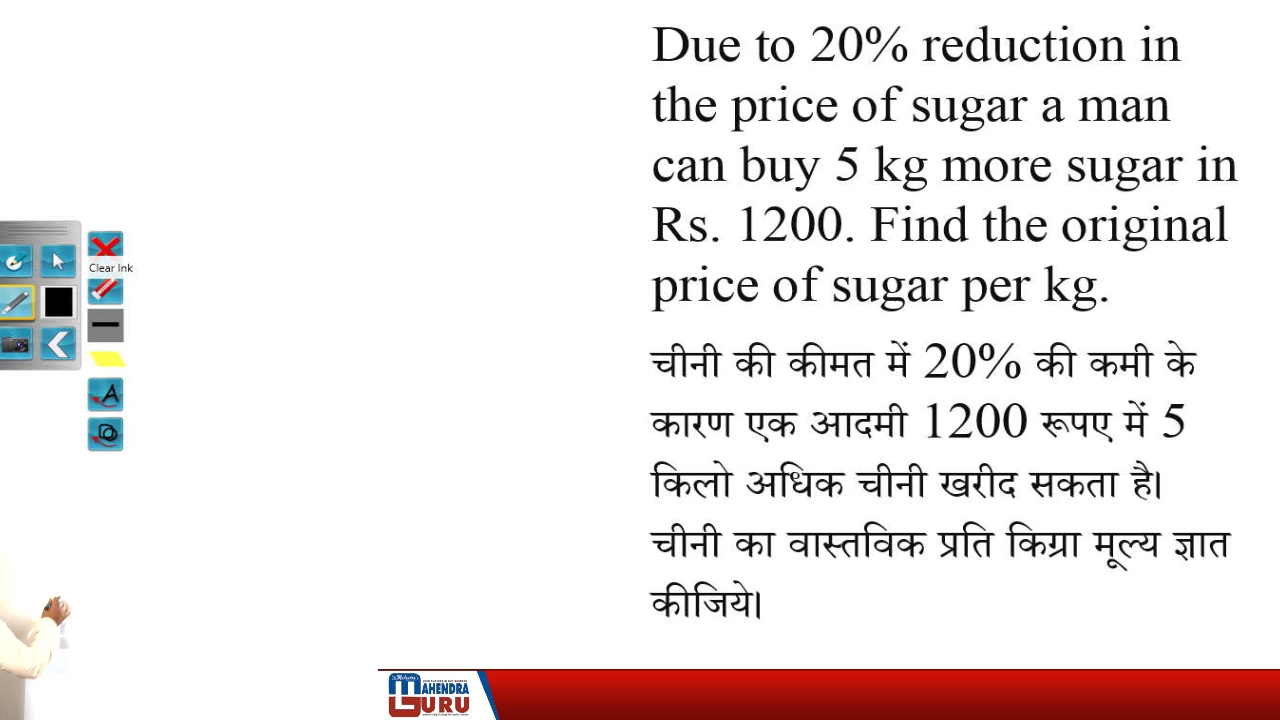 Due to 20% reduction in
the price of sugar a man
can buy 5 kg more sugar in
Rs. 1200. Find the original
price of sugar per kg.
चीनी की कीमत में 20% की कमी के
कारण एक आदमी 1200 रूपए में 5
किलो अधिक चीनी खरीद सकता है।
चीनी का वास्तविक प्रति किग्रा मूल्य ज्ञात
कीजिये।
Clear Ink
MAHENDRA
GURU